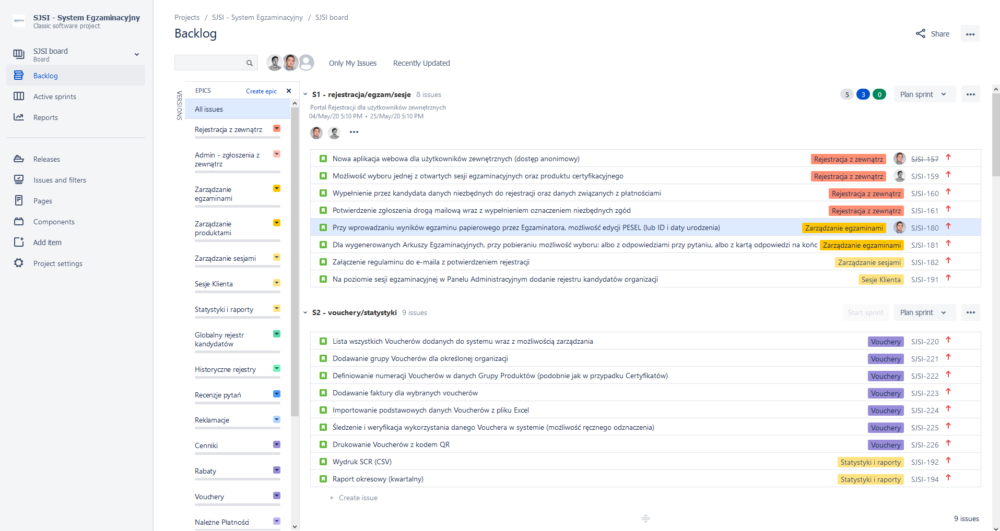 SJSI - System Egzaminacyjny
Classic software project
SJSI board
Board
Backlog
Active sprints
Reports
Releases
Issues and filters
Pages
Components
Add item
Project settings
Projects / SJSI - System Egzaminacyjny / SJSI board
Backlog
Share
Only My Issues
Recently Updated
VERSIONS
EPICS
Create epic
All issues
Rejestracja z zewnątrz
Admin - zgłoszenia z
zewnątrz
Zarządzanie
egzaminami
Zarządzanie
produktami
Zarządzanie sesjami
Sesje Klienta
Statystyki i raporty
Globalny rejestr
kandydatów
Historyczne rejestry
Recenzje pytań
Reklamacje
Cenniki
Rabaty
Vouchery
Należne Płatności
S1 - rejestracja/egzam/sesje 8 issues
5 3 0 Plan sprint
Portal Rejestracji dla użytkowników zewnętrznych
04/May/20 5:10 PM • 25/May/20 5:10 PM
Nowa aplikacja webowa dla użytkowników zewnętrznych (dostęp anonimowy) Rejestracja z zewnątrz SJSI-157
Możliwość wyboru jednej z otwartych sesji egzaminacyjnych oraz produktu certyfikacyjnego Rejestracja z zewnątrz SJSI-159
Wypełnienie przez kandydata danych niezbędnych do rejestracji oraz danych związanych z płatnościami Rejestracja z zewnątrz SJSI-160
Potwierdzenie zgłoszenia drogą mailową wraz z wypełnieniem oznaczeniem niezbędnych zgód Rejestracja z zewnątrz SJSI-161
Przy wprowadzaniu wyników egzaminu papierowego przez Egzaminatora, możliwość edycji PESEL (lub ID i daty urodzenia) Zarządzanie egzaminami SJSI-180
Dla wygenerowanych Arkuszy Egzaminacyjnych, przy pobieraniu możliwość wyboru: albo z odpowiedziami przy pytaniu, albo z kartą odpowiedzi na końc Zarządzanie egzaminami SJSI-181
Załączenie regulaminu do e-maila z potwierdzeniem rejestracji Zarządzanie sesjami SJSI-182
Na poziomie sesji egzaminacyjnej w Panelu Administracyjnym dodanie rejestru kandydatów organizacji Sesje Klienta SJSI-191
S2 - vouchery/statystyki 9 issues
Start sprint Plan sprint
Lista wszystkich Voucherów dodanych do systemu wraz z możliwością zarządzania Vouchery SJSI-220
Dodawanie grupy Voucherów dla określonej organizacji Vouchery SJSI-221
Definiowanie numeracji Voucherów w danych Grupy Produktów (podobnie jak w przypadku Certyfikatów) Vouchery SJSI-222
Dodawanie faktury dla wybranych voucherów Vouchery SJSI-223
Importowanie podstawowych danych Voucherów z pliku Excel Vouchery SJSI-224
Śledzenie i weryfikacja wykorzystania danego Vouchera w systemie (możliwość ręcznego odznaczenia) Vouchery SJSI-225
Drukowanie Voucherów z kodem QR Vouchery SJSI-226
Wydruk SCR (CSV) Statystyki i raporty SJSI-192
Raport okresowy (kwartalny) Statystyki i raporty SJSI-194
+ Create issue
9 issues